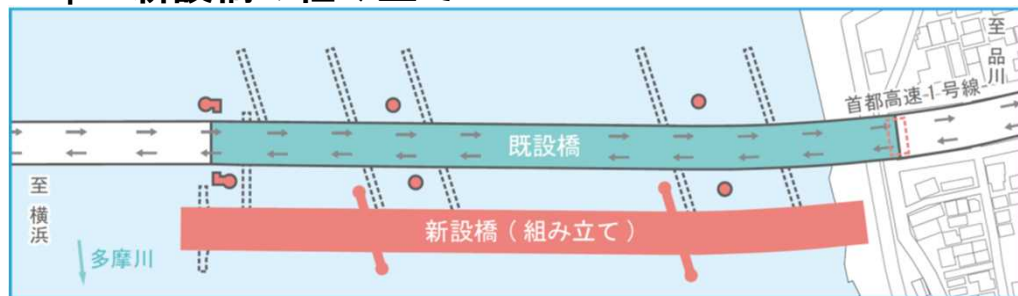 至 品川
首都高速1号線
既設橋
至 横浜
新設橋（組み立て）
多摩川